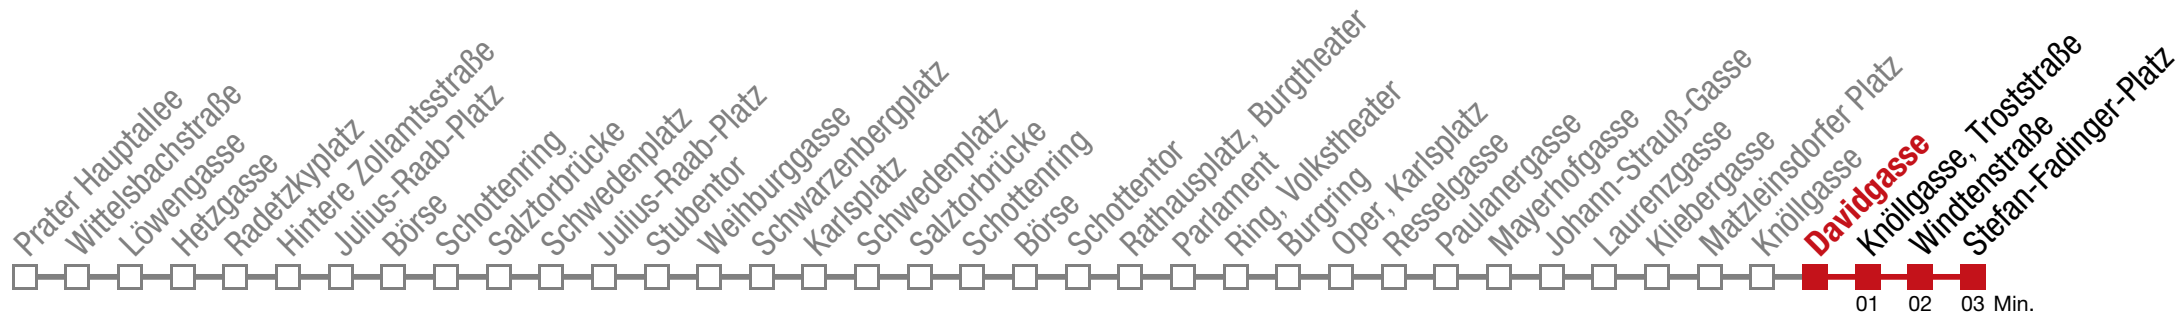 Prater Hauptallee
Wittelsbachstraße
Löwengasse
Hetzgasse
Radetzkyplatz
Hintere Zollamtsstraße
Julius-Raab-Platz
Börse
Schottenring
Salztorbrücke
Schwedenplatz
Julius-Raab-Platz
Stubentor
Weihburggasse
Schwarzenbergplatz
Karlsplatz
Schwedenplatz
Salztorbrücke
Schottenring
Börse
Schottentor
Rathausplatz, Burgtheater
Parlament
Ring, Volkstheater
Burgring
Oper, Karlsplatz
Resselgasse
Paulanergasse
Mayerhofgasse
Johann-Strauß-Gasse
Laurenzgasse
Kliebergasse
Matzleinsdorfer Platz
Knöllgasse
Davidgasse
Knöllgasse, Troststraße
Windtenstraße
Stefan-Fadinger-Platz
01 02 03 Min.